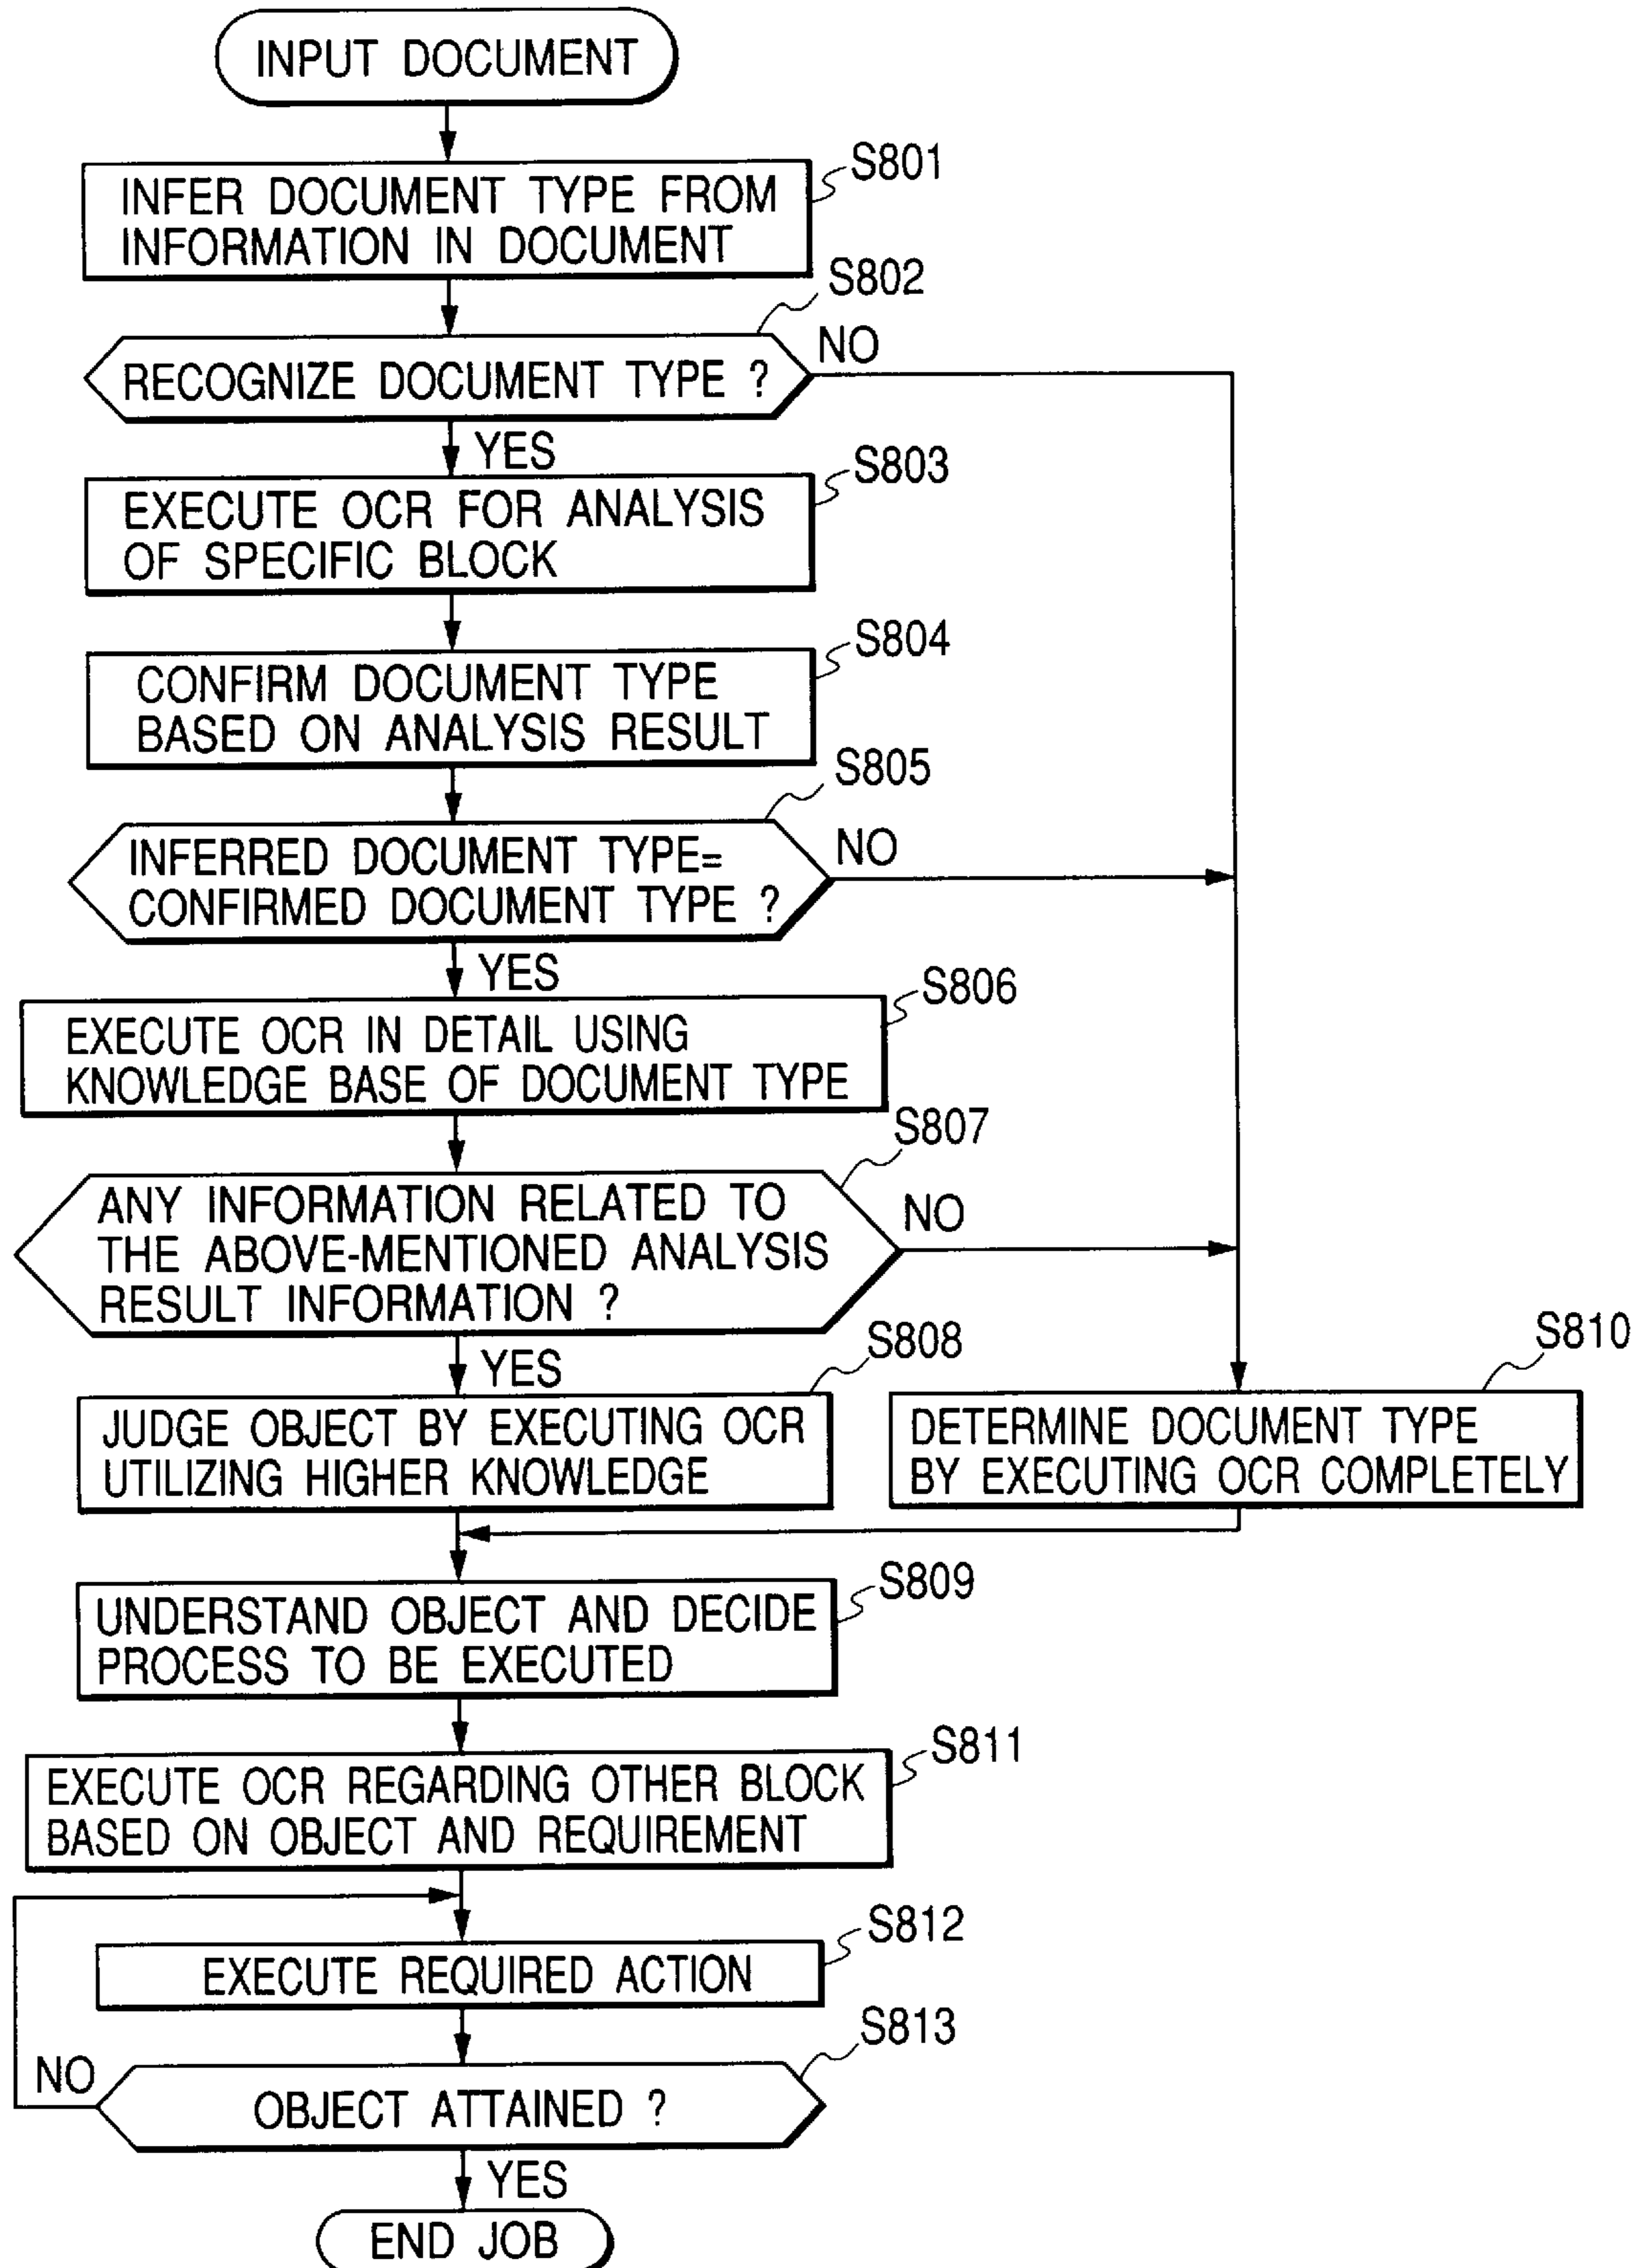 INPUT DOCUMENT
S801
INFER DOCUMENT TYPE FROM
INFORMATION IN DOCUMENT
S802
RECOGNIZE DOCUMENT TYPE ?
NO
YES
S803
EXECUTE OCR FOR ANALYSIS
OF SPECIFIC BLOCK
S804
CONFIRM DOCUMENT TYPE
BASED ON ANALYSIS RESULT
S805
INFERRED DOCUMENT TYPE=
CONFIRMED DOCUMENT TYPE ?
NO
YES
S806
EXECUTE OCR IN DETAIL USING
KNOWLEDGE BASE OF DOCUMENT TYPE
S807
ANY INFORMATION RELATED TO
THE ABOVE-MENTIONED ANALYSIS
RESULT INFORMATION ?
NO
YES
S808
JUDGE OBJECT BY EXECUTING OCR
UTILIZING HIGHER KNOWLEDGE
S810
DETERMINE DOCUMENT TYPE
BY EXECUTING OCR COMPLETELY
S809
UNDERSTAND OBJECT AND DECIDE
PROCESS TO BE EXECUTED
S811
EXECUTE OCR REGARDING OTHER BLOCK
BASED ON OBJECT AND REQUIREMENT
S812
EXECUTE REQUIRED ACTION
S813
NO
OBJECT ATTAINED ?
YES
END JOB